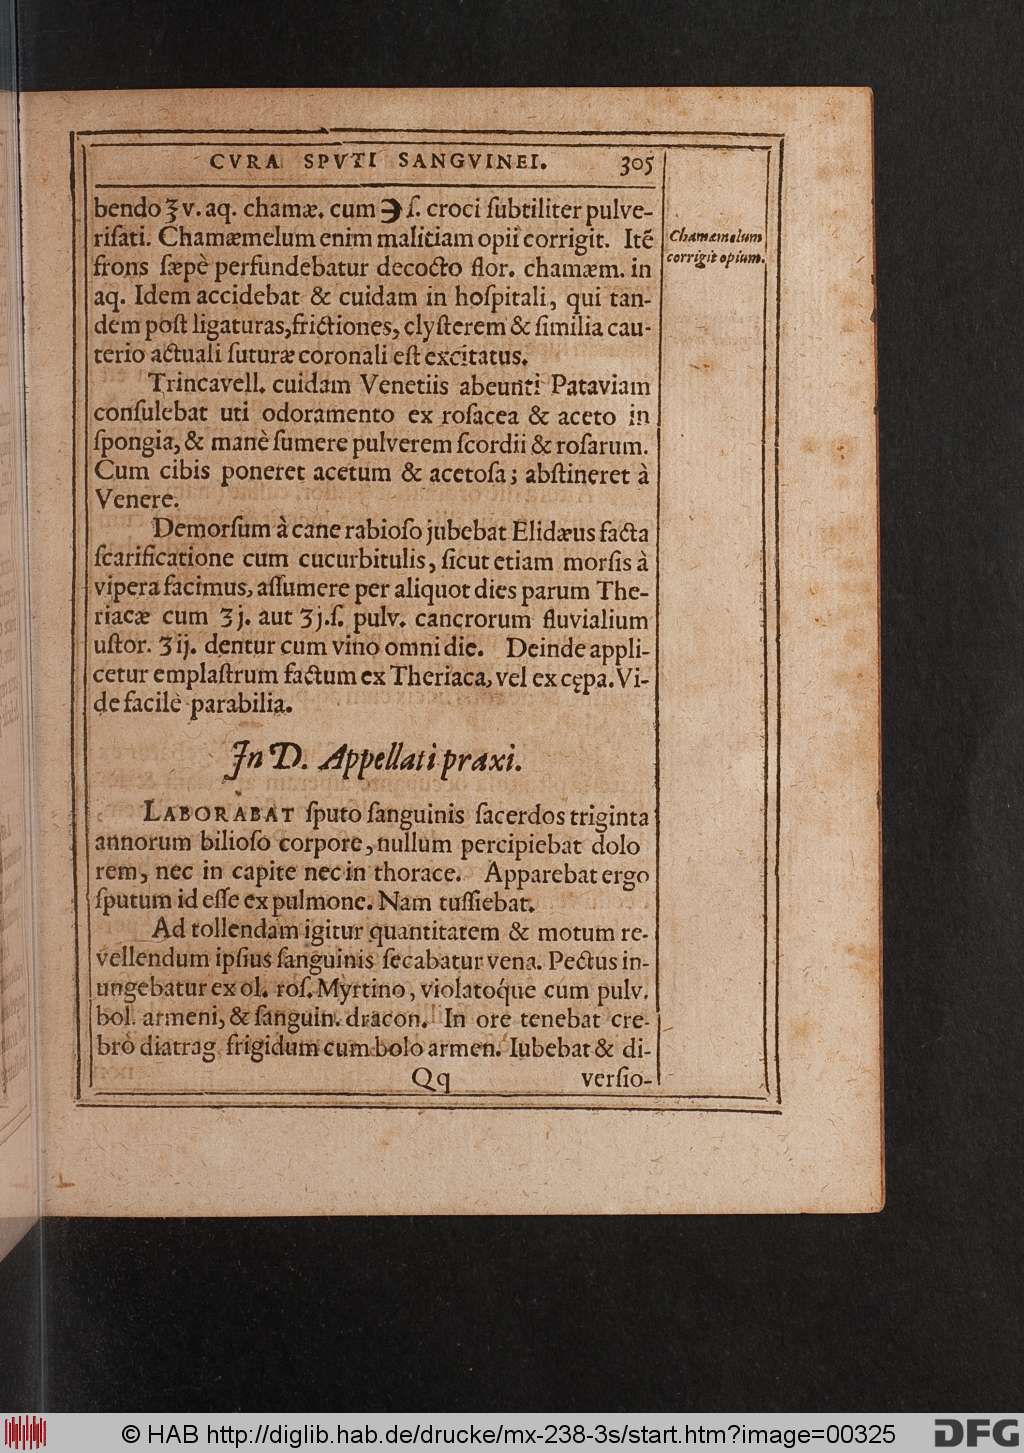 CVRA SPVTI SANGVINEI. 305
bendo ℥ v. aq. chamæ. cum ℈ ſ. croci ſubtiliter pulve-
riſati. Chamæmelum enim malitiam opii corrigit. Itē
Chamæmelum
corrigit opium.
frons ſæpè perfundebatur decocto flor. chamæm. in
aq. Idem accidebat & cuidam in hoſpitali, qui tan-
dem poſt ligaturas,frictiones, clyſterem & ſimilia cau-
terio actuali ſuturæ coronali eſt excitatus.
Trincavell. cuidam Venetiis abeunti Pataviam
conſulebat uti odoramento ex roſacea & aceto in
ſpongia, & manè ſumere pulverem ſcordii & roſarum.
Cum cibis poneret acetum & acetoſa; abſtineret à
Venere.
Demorſum à cane rabioſo jubebat Elidæus facta
ſcarificatione cum cucurbitulis, ſicut etiam morſis à
vipera facimus, aſſumere per aliquot dies parum The-
riacæ cum ʒ j. aut ʒ j.ſ. pulv. cancrorum fluvialium
uſtor. ʒ ij. dentur cum vino omni die. Deinde appli-
cetur emplaſtrum factum ex Theriaca, vel ex cępa. Vi-
de facilè parabilia.
In D. Appellati praxi.
LABORABAT ſputo ſanguinis ſacerdos triginta
annorum bilioſo corpore, nullum percipiebat dolo
rem, nec in capite nec in thorace. Apparebat ergo
ſputum id eſſe ex pulmone. Nam tuſſiebat.
Ad tollendam igitur quantitatem & motum re-
vellendum ipſius ſanguinis ſecabatur vena. Pectus in-
ungebatur ex ol. roſ. Myrtino, violatoq́ue cum pulv.
bol. armeni, & ſanguin. dracon. In ore tenebat cre-
brò diatrag. frigidum cum bolo armen. Iubebat & di-
Qq verſio-
© HAB http://diglib.hab.de/drucke/mx-238-3s/start.htm?image=00325
DFG